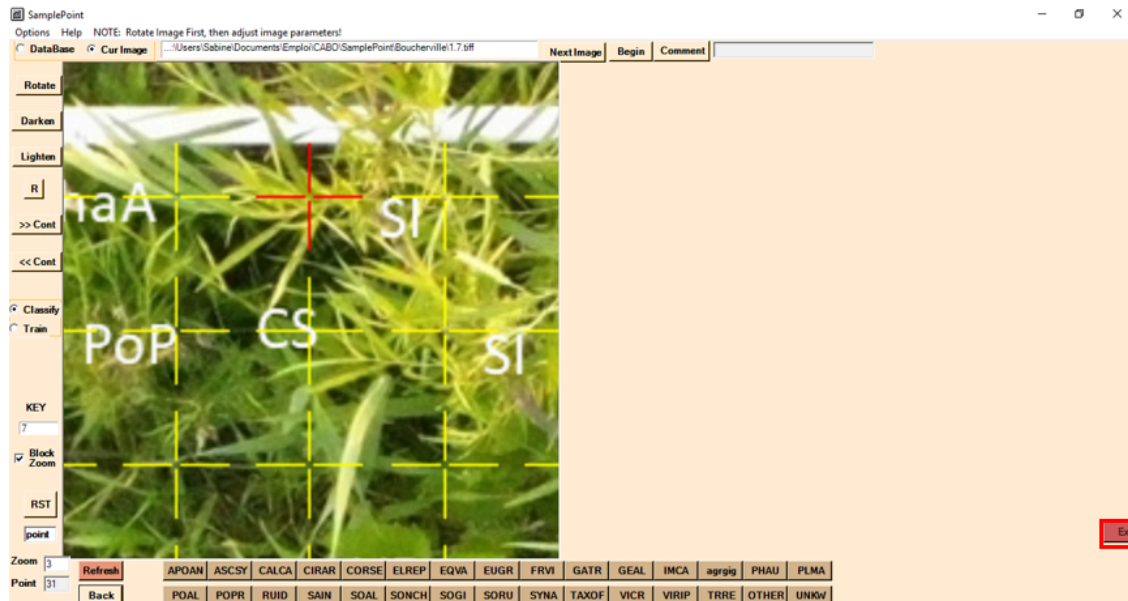 SamplePoint
Options Help NOTE: Rotate Image First, then adjust image parameters!
DataBase Cur Image ...:\Users\Sabine\Documents\Emploi\CABO\SamplePoint\Boucherville\1.7.tiff Next Image Begin Comment
Rotate
Darken
Lighten
R
>> Cont
<< Cont
Classify
Train
KEY
7
Block
Zoom
RST
point
Zoom 3
Point 31
haA
SI
PoP
CS
SI
Ex
Refresh
Back
APOAN ASCSY CALCA CIRAR CORSE ELREP EQVA EUGR FRVI GATR GEAL IMCA agrgig PHAU PLMA
POAL POPR RUID SAIN SOAL SONCH SOGI SORU SYNA TAXOF VICR VIRIP TRRE OTHER UNKW